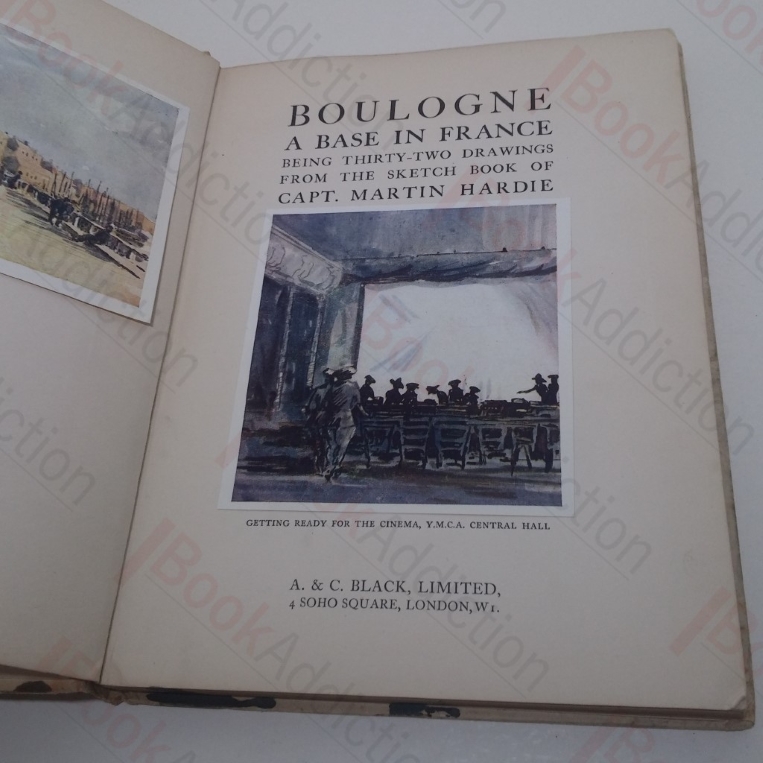 BOULOGNE
A BASE IN FRANCE
BEING THIRTY-TWO DRAWINGS
FROM THE SKETCH BOOK OF
CAPT. MARTIN HARDIE
GETTING READY FOR THE CINEMA, Y.M.C.A. CENTRAL HALL
A. & C. BLACK, LIMITED,
4 SOHO SQUARE, LONDON, W1.
BookAddiction